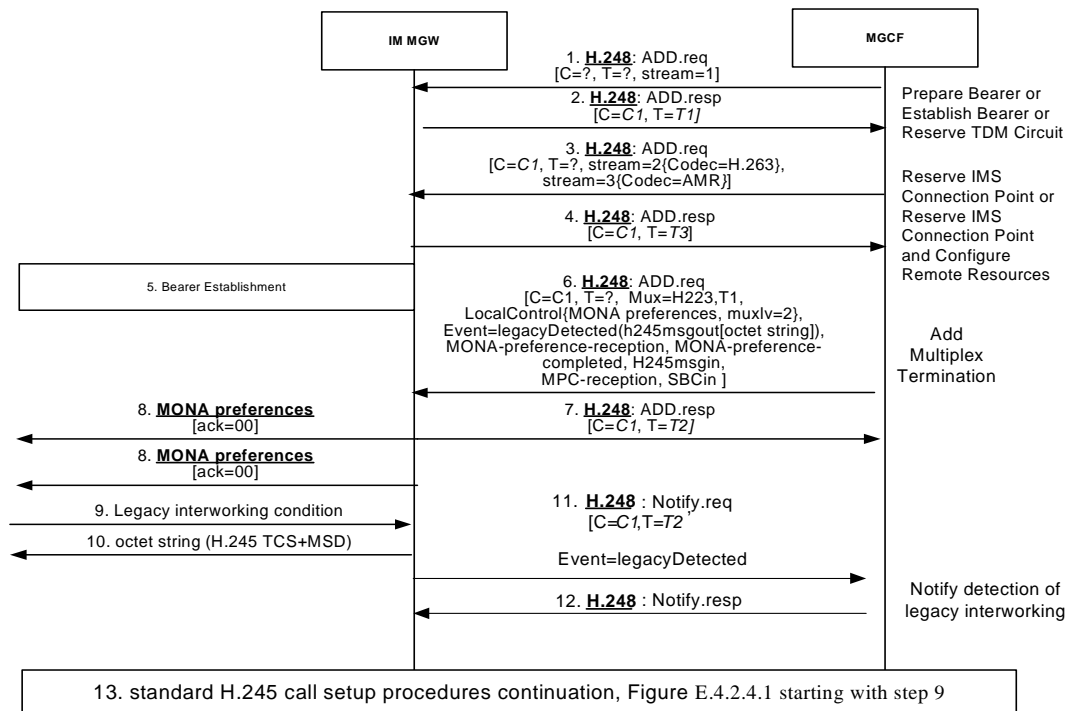 IM MGW
MGCF
1. H.248: ADD.req
[C=?, T=?, stream=1]
2. H.248: ADD.resp
[C=C1, T=T1]
Prepare Bearer or
Establish Bearer or
Reserve TDM Circuit
3. H.248: ADD.req
[C=C1, T=?, stream=2{Codec=H.263},
stream=3{Codec=AMR}]
4. H.248: ADD.resp
[C=C1, T=T3]
Reserve IMS
Connection Point or
Reserve IMS
Connection Point
and Configure
Remote Resources
5. Bearer Establishment
6. H.248: ADD.req
[C=C1, T=?, Mux=H223,T1,
LocalControl{MONA preferences, muxlv=2},
Event=legacyDetected(h245msgout[octet string]),
MONA-preference-reception, MONA-preference-
completed, H245msgin,
MPC-reception, SBCin ]
Add
Multiplex
Termination
8. MONA preferences
[ack=00]
7. H.248: ADD.resp
[C=C1, T=T2]
8. MONA preferences
[ack=00]
9. Legacy interworking condition
10. octet string (H.245 TCS+MSD)
11. H.248 : Notify.req
[C=C1,T=T2 ,
Event=legacyDetected
12. H.248 : Notify.resp
Notify detection of
legacy interworking
13. standard H.245 call setup procedures continuation, Figure E.4.2.4.1 starting with step 9